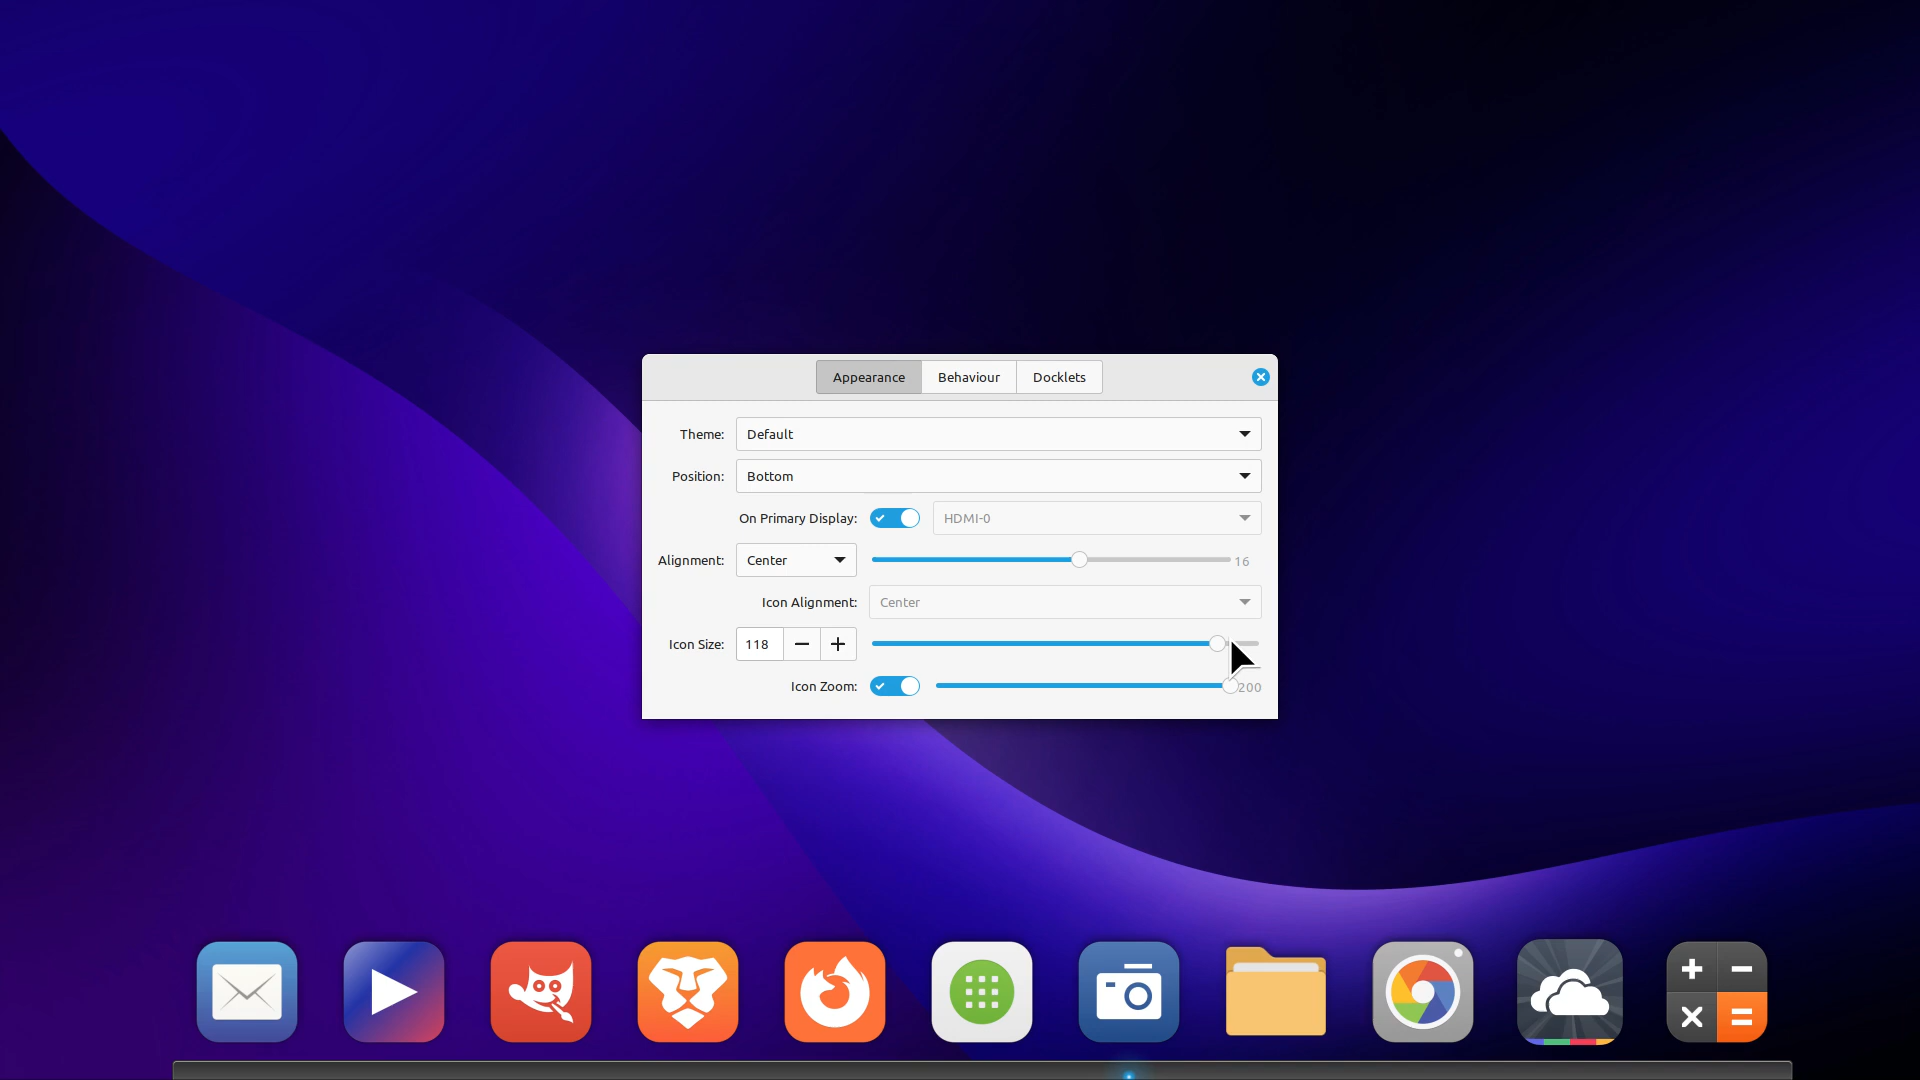 Appearance Behaviour Docklets
Theme: Default
Position: Bottom
On Primary Display: HDMI-0
Alignment: Center 16
Icon Alignment: Center
Icon Size: 118
Icon Zoom: 200